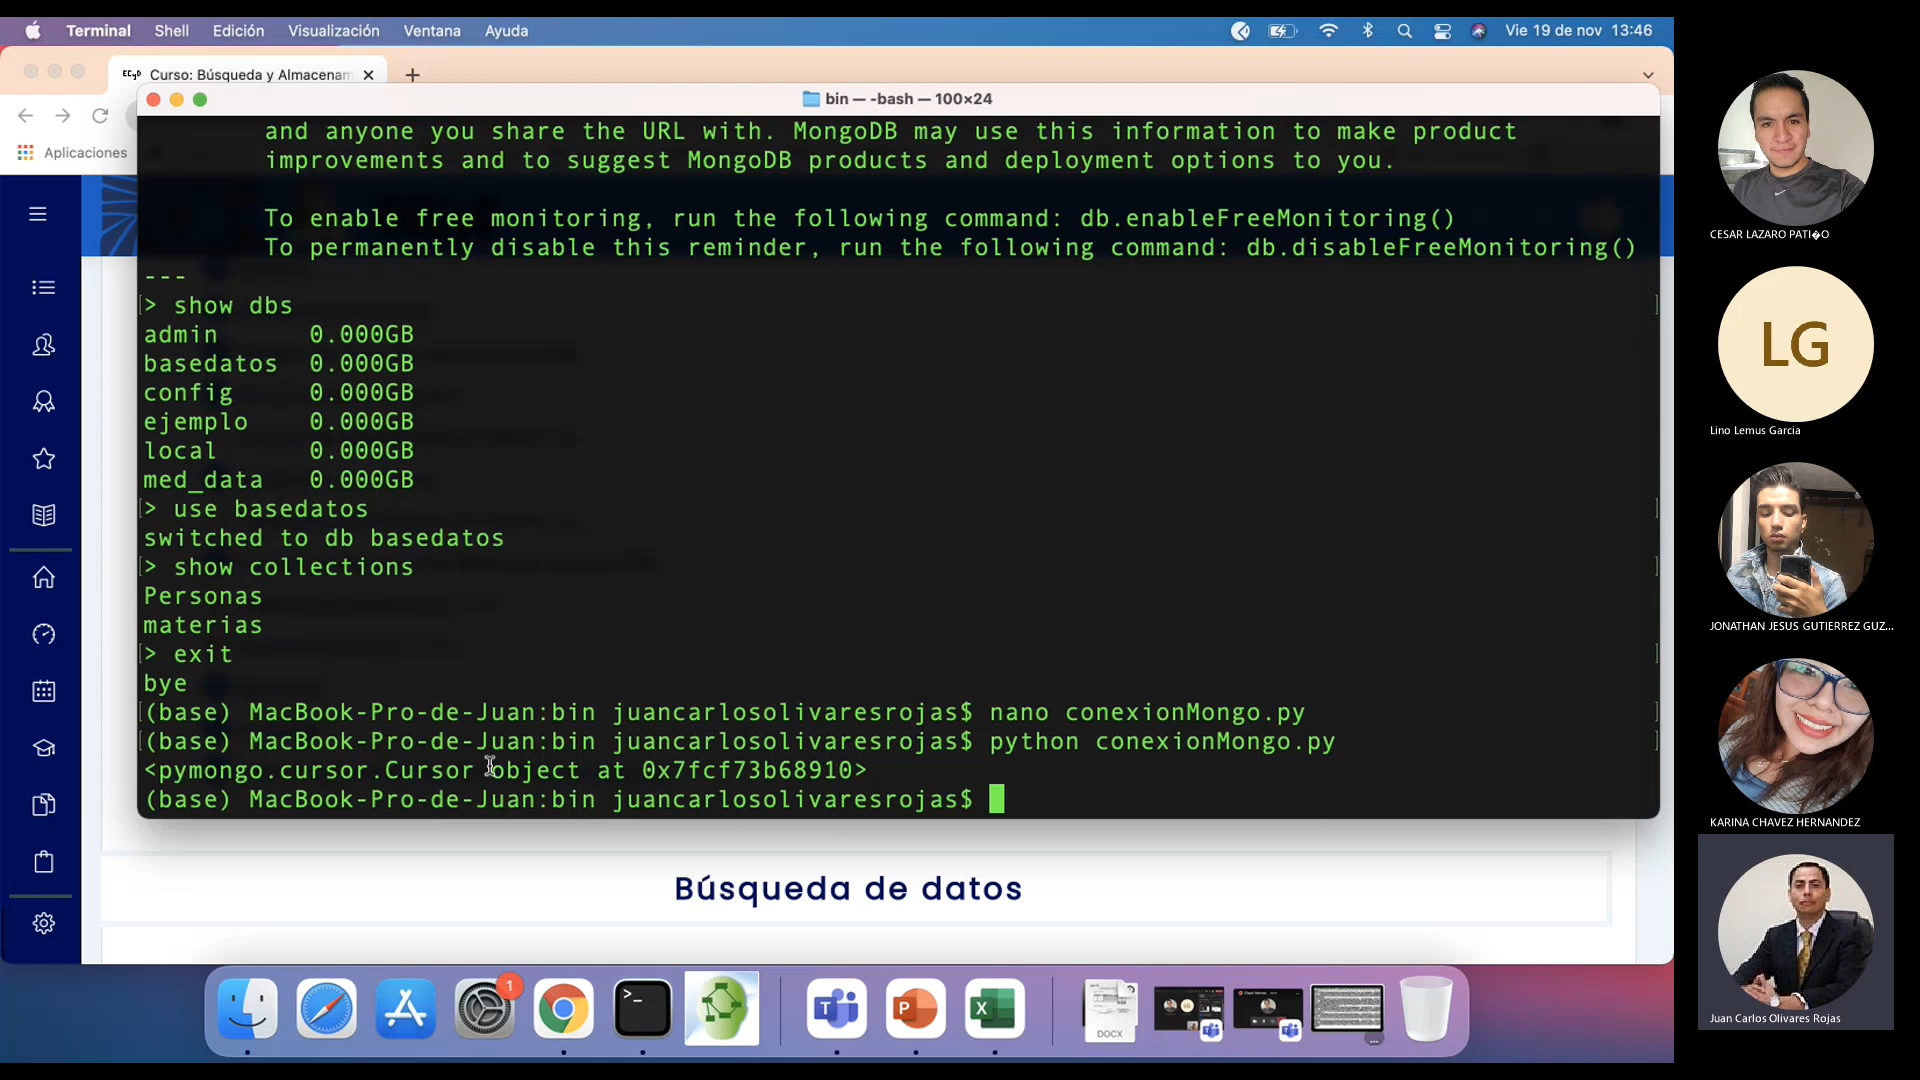 Terminal Shell Edición Visualización Ventana Ayuda Vie 19 de nov 13:46
ECyD Curso: Búsqueda y Almacenam
Aplicaciones
bin — -bash — 100×24
and anyone you share the URL with. MongoDB may use this information to make product
improvements and to suggest MongoDB products and deployment options to you.
To enable free monitoring, run the following command: db.enableFreeMonitoring()
To permanently disable this reminder, run the following command: db.disableFreeMonitoring()
---
> show dbs
admin 0.000GB
basedatos 0.000GB
config 0.000GB
ejemplo 0.000GB
local 0.000GB
med_data 0.000GB
> use basedatos
switched to db basedatos
> show collections
Personas
materias
> exit
bye
(base) MacBook-Pro-de-Juan:bin juancarlosolivaresrojas$ nano conexionMongo.py
(base) MacBook-Pro-de-Juan:bin juancarlosolivaresrojas$ python conexionMongo.py
<pymongo.cursor.Cursor object at 0x7fcf73b68910>
(base) MacBook-Pro-de-Juan:bin juancarlosolivaresrojas$
Búsqueda de datos
1
DOCX
CESAR LAZARO PATI�O
LG
Lino Lemus Garcia
JONATHAN JESUS GUTIERREZ GUZ...
KARINA CHAVEZ HERNANDEZ
Juan Carlos Olivares Rojas